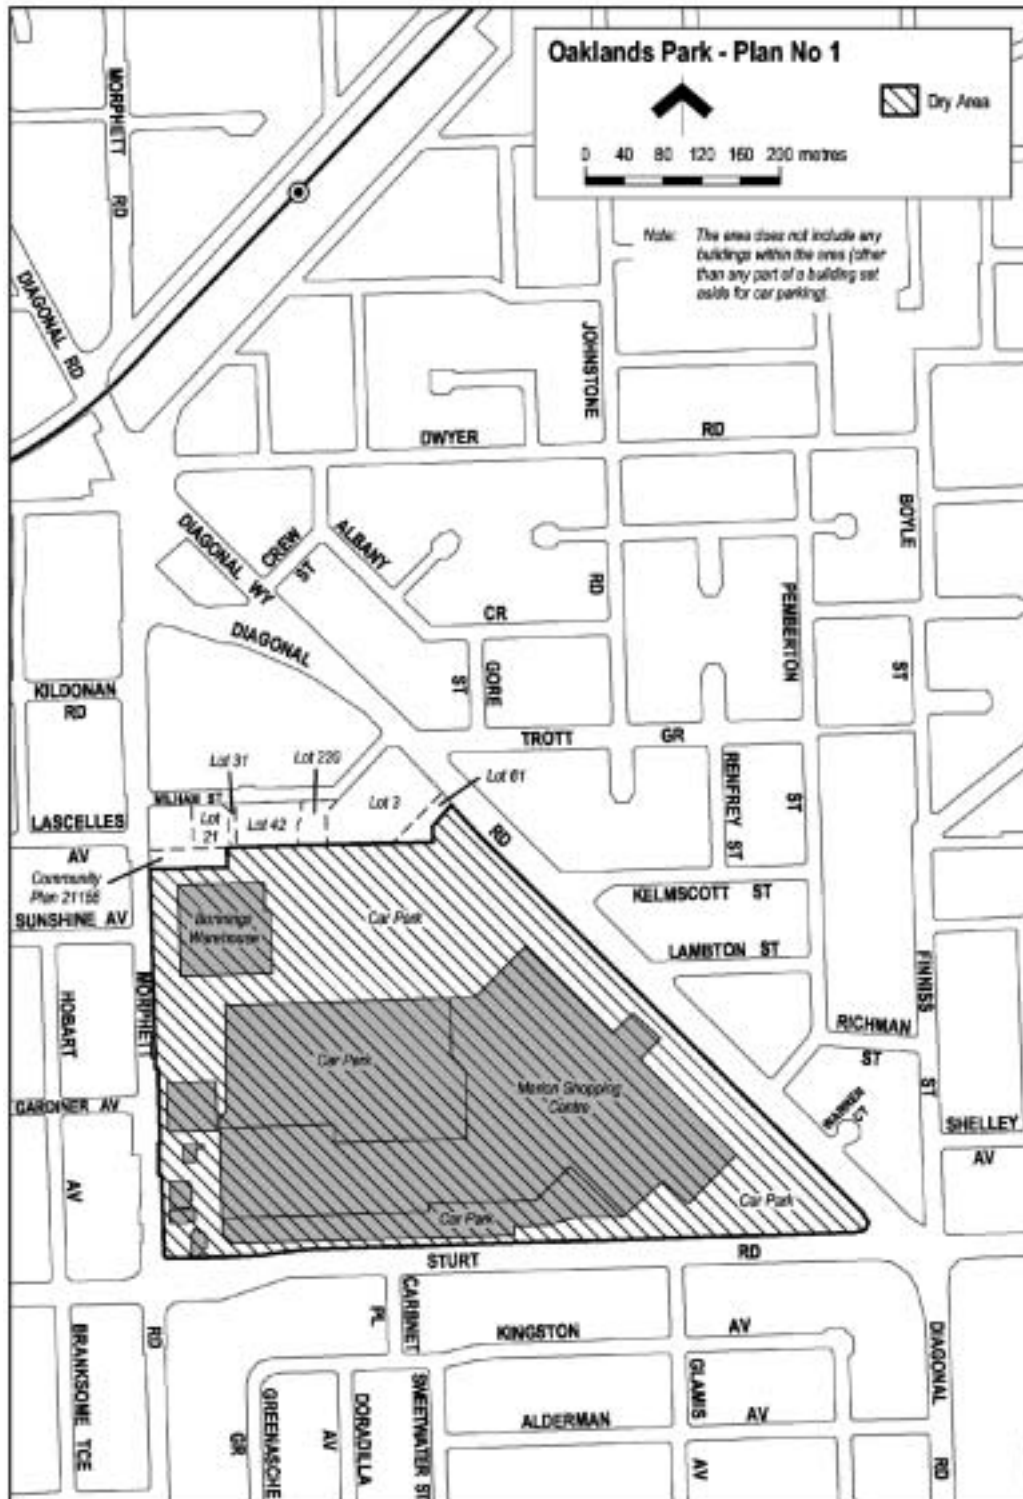 Oaklands Park - Plan No 1
Dry Area
0 40 80 120 160 200 metres
Note: The area does not include any
buildings within the area (other
than any part of a building set
aside for car parking).
MORPHETT
RD
DIAGONAL RD
JOHNSTONE
DWYER
RD
BOYLE
DIAGONAL WY
CREW
ST
ALBANY
CR
RD
PEMBERTON
DIAGONAL
KILDONAN
RD
ST
GORE
ST
TROTT
GR
RENFREY ST
ST
Lot 31
Lot 220
Lot 61
MILHAM ST
Lot 3
LASCELLES
Lot
21
Lot 42
RD
AV
Community
Plan 21155
SUNSHINE AV
KELMSCOTT ST
Bunnings
Warehouse
Car Park
LAMBTON ST
FINNISS
HOBART
MORPHETT
RICHMAN
ST
Car Park
Marion Shopping
Centre
GARDINER AV
WARNER
CT
ST
SHELLEY
AV
AV
Car Park
Car Park
STURT
RD
PL
CARBINET
KINGSTON
AV
RD
BRANKSOME TCE
GLAMIS
DIAGONAL
GREENASCHE
GR
AV
DORADILLA
SWEETWATER ST
ALDERMAN
AV
AV
RD